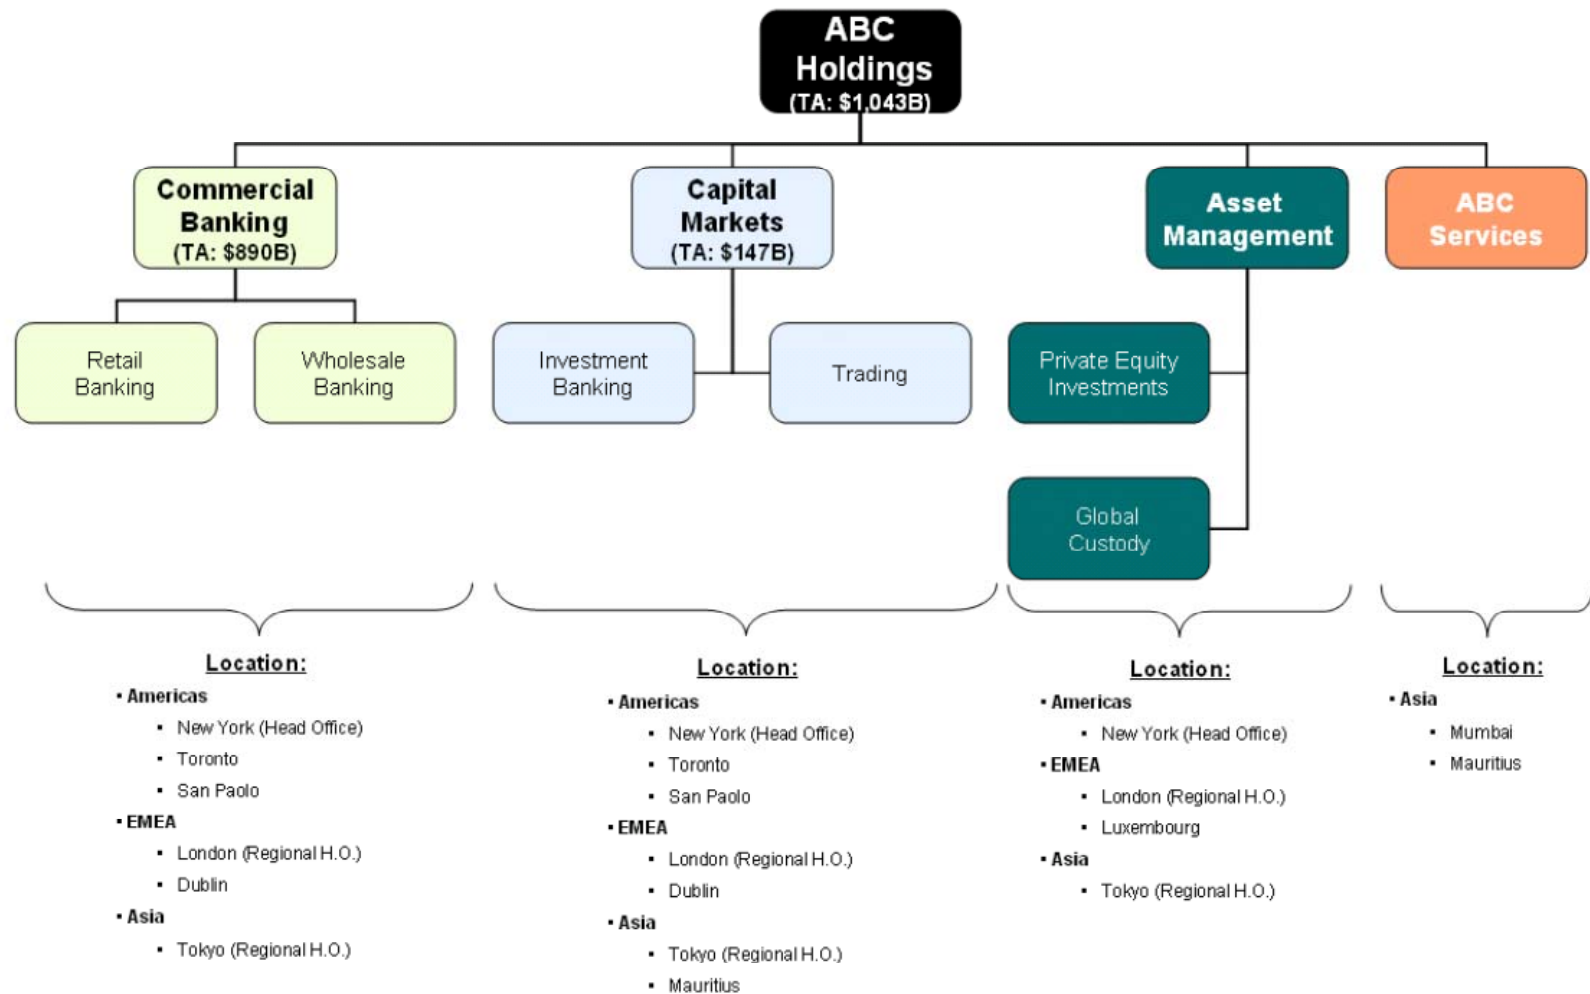 ABC
Holdings
(TA: $1,043B)
Commercial
Banking
(TA: $890B)
Capital
Markets
(TA: $147B)
Asset
Management
ABC
Services
Retail
Banking
Wholesale
Banking
Investment
Banking
Trading
Private Equity
Investments
Global
Custody
Location:
▪ Americas
▪ New York (Head Office)
▪ Toronto
▪ San Paolo
▪ EMEA
▪ London (Regional H.O.)
▪ Dublin
▪ Asia
▪ Tokyo (Regional H.O.)
Location:
▪ Americas
▪ New York (Head Office)
▪ Toronto
▪ San Paolo
▪ EMEA
▪ London (Regional H.O.)
▪ Dublin
▪ Asia
▪ Tokyo (Regional H.O.)
▪ Mauritius
Location:
▪ Americas
▪ New York (Head Office)
▪ EMEA
▪ London (Regional H.O.)
▪ Luxembourg
▪ Asia
▪ Tokyo (Regional H.O.)
Location:
▪ Asia
▪ Mumbai
▪ Mauritius